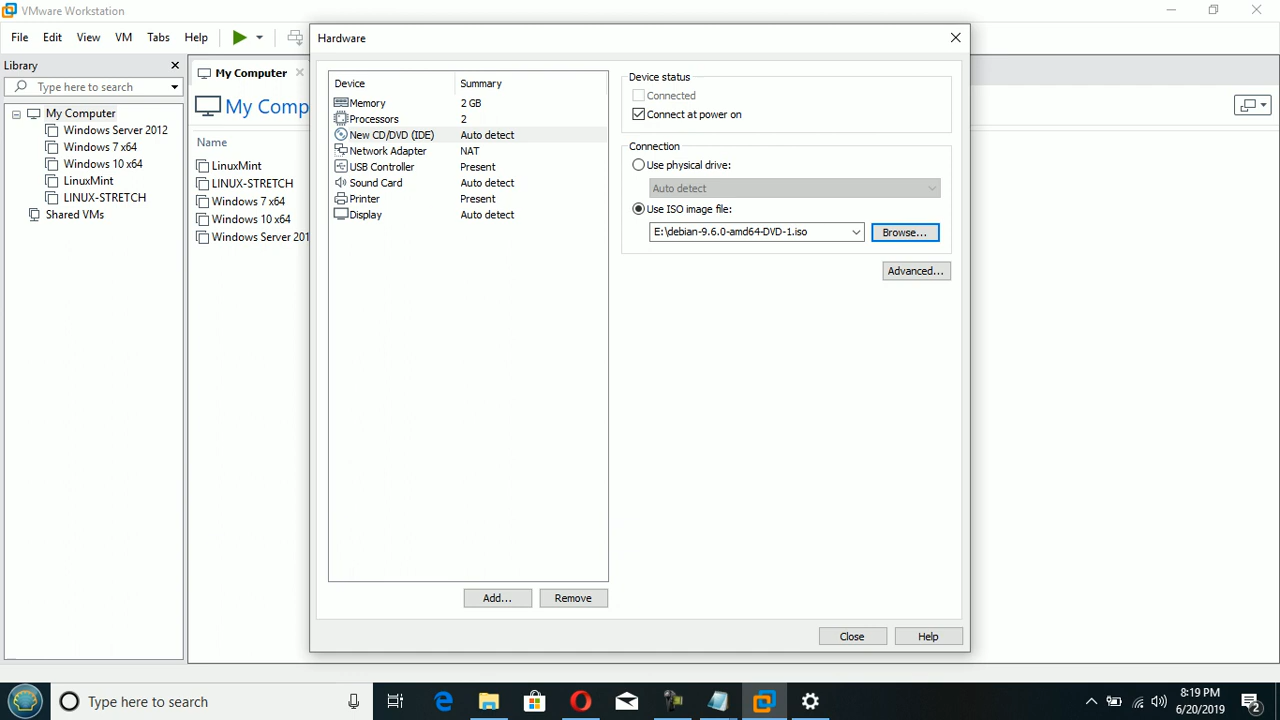 VMware Workstation
File Edit View VM Tabs Help
Library
Type here to search
My Computer
Windows Server 2012
Windows 7 x64
Windows 10 x64
LinuxMint
LINUX-STRETCH
Shared VMs
My Computer
My Comp
Name
LinuxMint
LINUX-STRETCH
Windows 7 x64
Windows 10 x64
Windows Server 201
Hardware
Device Summary
Memory 2 GB
Processors 2
New CD/DVD (IDE) Auto detect
Network Adapter NAT
USB Controller Present
Sound Card Auto detect
Printer Present
Display Auto detect
Add... Remove
Device status
Connected
Connect at power on
Connection
Use physical drive:
Auto detect
Use ISO image file:
E:\debian-9.6.0-amd64-DVD-1.iso Browse...
Advanced...
Close Help
Type here to search
8:19 PM
6/20/2019
2